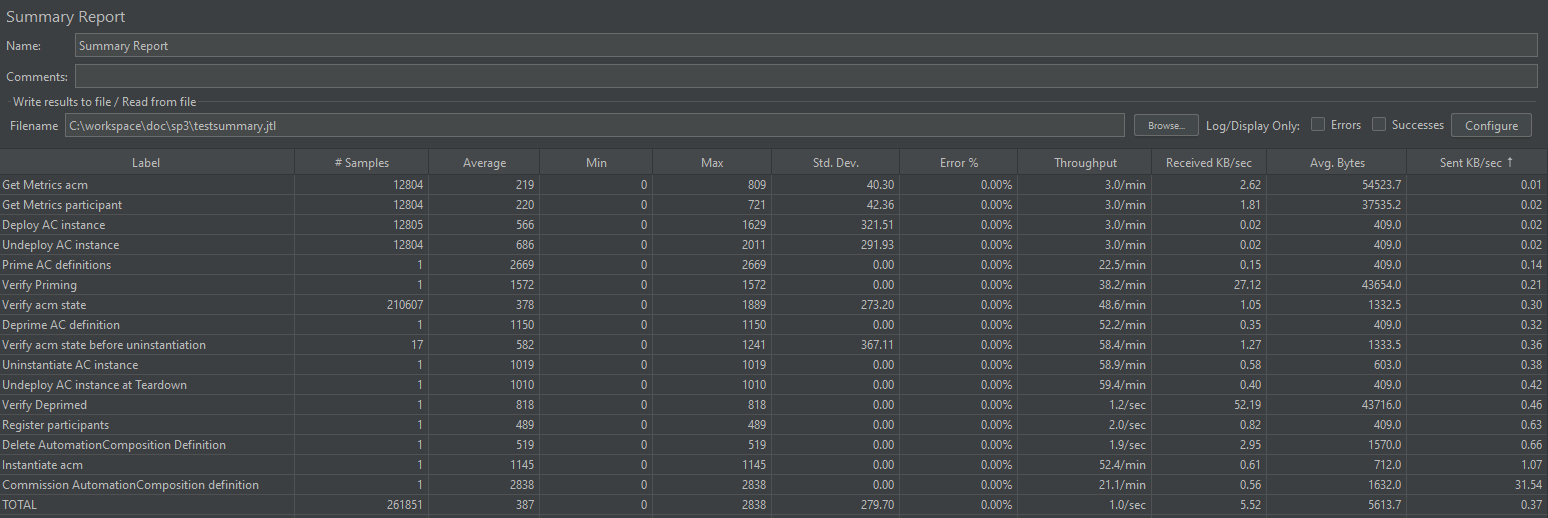 Summary Report
Name: Summary Report
Comments:
Write results to file / Read from file
Filename C:\workspace\doc\sp3\testsummary.jtl Browse... Log/Display Only: Errors Successes Configure
Label # Samples Average Min Max Std. Dev. Error % Throughput Received KB/sec Avg. Bytes Sent KB/sec ↑
Get Metrics acm 12804 219 0 809 40.30 0.00% 3.0/min 2.62 54523.7 0.01
Get Metrics participant 12804 220 0 721 42.36 0.00% 3.0/min 1.81 37535.2 0.02
Deploy AC instance 12805 566 0 1629 321.51 0.00% 3.0/min 0.02 409.0 0.02
Undeploy AC instance 12804 686 0 2011 291.93 0.00% 3.0/min 0.02 409.0 0.02
Prime AC definitions 1 2669 0 2669 0.00 0.00% 22.5/min 0.15 409.0 0.14
Verify Priming 1 1572 0 1572 0.00 0.00% 38.2/min 27.12 43654.0 0.21
Verify acm state 210607 378 0 1889 273.20 0.00% 48.6/min 1.05 1332.5 0.30
Deprime AC definition 1 1150 0 1150 0.00 0.00% 52.2/min 0.35 409.0 0.32
Verify acm state before uninstantiation 17 582 0 1241 367.11 0.00% 58.4/min 1.27 1333.5 0.36
Uninstantiate AC instance 1 1019 0 1019 0.00 0.00% 58.9/min 0.58 603.0 0.38
Undeploy AC instance at Teardown 1 1010 0 1010 0.00 0.00% 59.4/min 0.40 409.0 0.42
Verify Deprimed 1 818 0 818 0.00 0.00% 1.2/sec 52.19 43716.0 0.46
Register participants 1 489 0 489 0.00 0.00% 2.0/sec 0.82 409.0 0.63
Delete AutomationComposition Definition 1 519 0 519 0.00 0.00% 1.9/sec 2.95 1570.0 0.66
Instantiate acm 1 1145 0 1145 0.00 0.00% 52.4/min 0.61 712.0 1.07
Commission AutomationComposition definition 1 2838 0 2838 0.00 0.00% 21.1/min 0.56 1632.0 31.54
TOTAL 261851 387 0 2838 279.70 0.00% 1.0/sec 5.52 5613.7 0.37